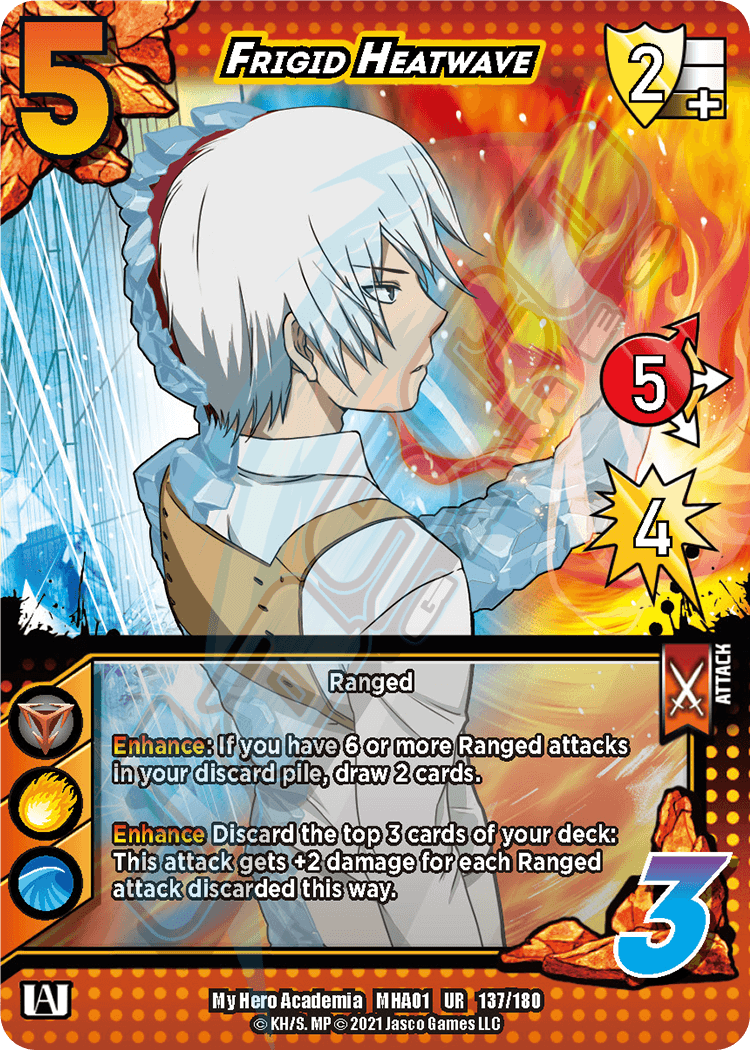 5
FRIGID HEATWAVE
2
+
5
4
ATTACK
Ranged
Enhance: If you have 6 or more Ranged attacks
in your discard pile, draw 2 cards.
Enhance Discard the top 3 cards of your deck:
This attack gets +2 damage for each Ranged
attack discarded this way.
3
UA
My Hero Academia MHA01 UR 137/180
© KH/S. MP © 2021 Jasco Games LLC